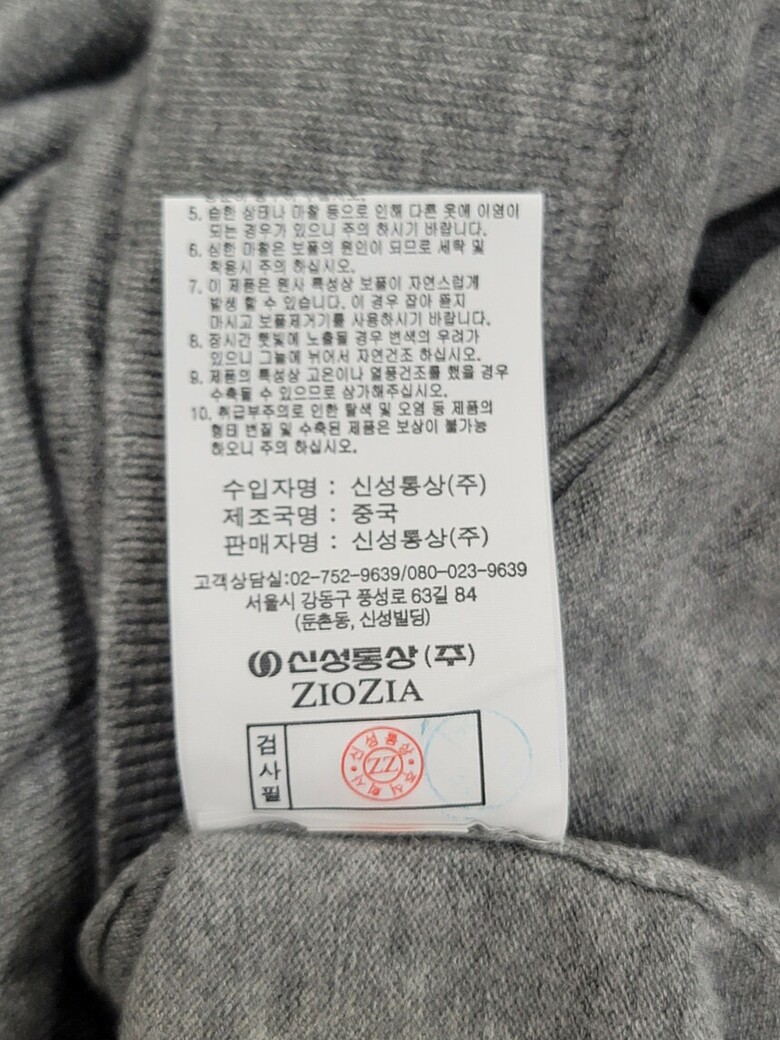 5. 습한 상태나 마찰 등으로 인해 다른 옷에 이염이
되는 경우가 있으니 주의 하시기 바랍니다.
6. 심한 마찰은 보풀의 원인이 되므로 세탁 및
착용시 주의 하십시오.
7. 이 제품은 원사 특성상 보풀이 자연스럽게
발생 할 수 있습니다. 이 경우 잡아 뜯지
마시고 보풀제거기를 사용하시기 바랍니다.
8. 장시간 햇빛에 노출될 경우 변색의 우려가
있으니 그늘에 뉘어서 자연건조 하십시오.
9. 제품의 특성상 고온이나 열풍건조를 했을 경우
수축될 수 있으므로 삼가해주십시오.
10. 취급부주의로 인한 탈색 및 오염 등 제품의
형태 변질 및 수축된 제품은 보상이 불가능
하오니 주의 하십시오.
수입자명 : 신성통상(주)
제조국명 : 중국
판매자명 : 신성통상(주)
고객상담실:02-752-9639/080-023-9639
서울시 강동구 풍성로 63길 84
(둔촌동, 신성빌딩)
신성통상(주)
ZIOZIA
검사필
신성통상
ZZ
주식회사